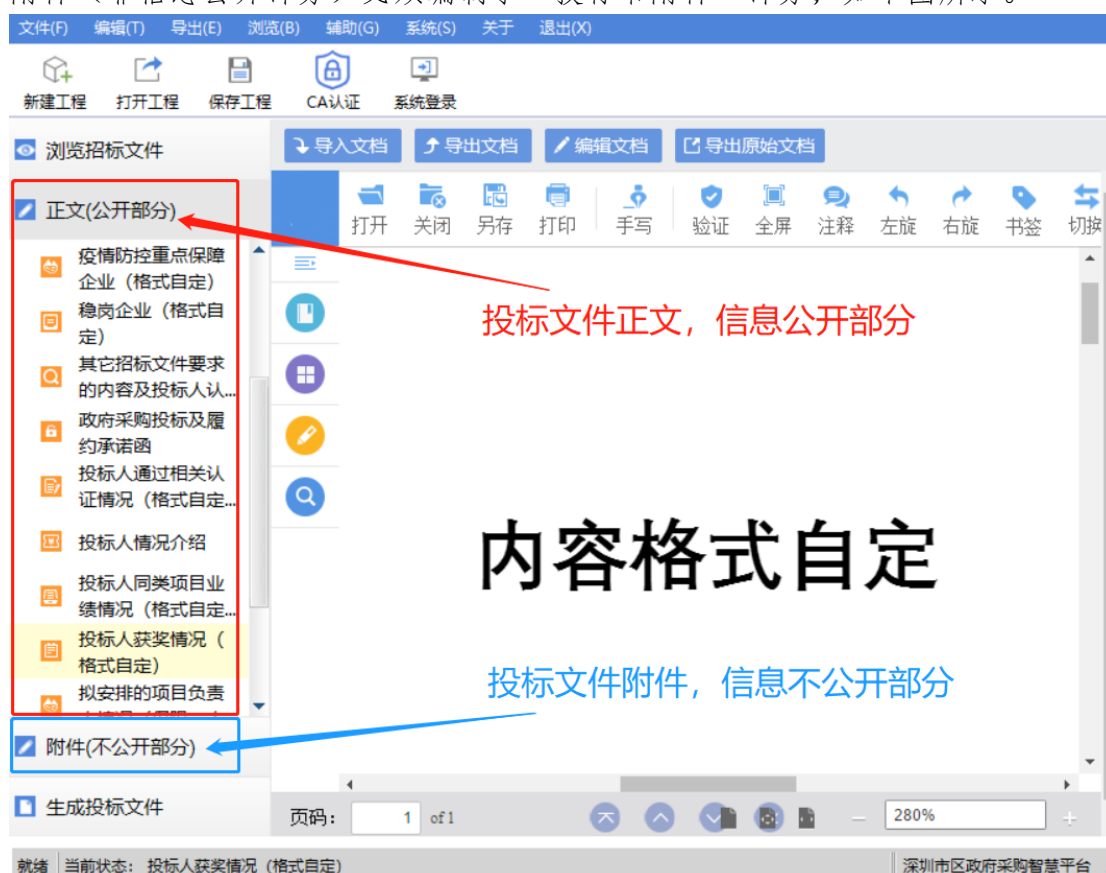 文件(F) 编辑(T) 导出(E) 浏览(B) 辅助(G) 系统(S) 关于 退出(X)
新建工程 打开工程 保存工程 CA认证 系统登录
浏览招标文件
导入文档 导出文档 编辑文档 导出原始文档
正文(公开部分)
打开 关闭 另存 打印 手写 验证 全屏 注释 左旋 右旋 书签 切换
疫情防控重点保障
企业（格式自定）
稳岗企业（格式自
定）
其它招标文件要求
的内容及投标人认...
政府采购投标及履
约承诺函
投标人通过相关认
证情况（格式自定...
投标人情况介绍
投标人同类项目业
绩情况（格式自定...
投标人获奖情况（
格式自定）
拟安排的项目负责
投标文件正文，信息公开部分
内容格式自定
投标文件附件，信息不公开部分
附件(不公开部分)
生成投标文件
页码： 1 of 1 280%
就绪 当前状态： 投标人获奖情况（格式自定） 深圳市区政府采购智慧平台